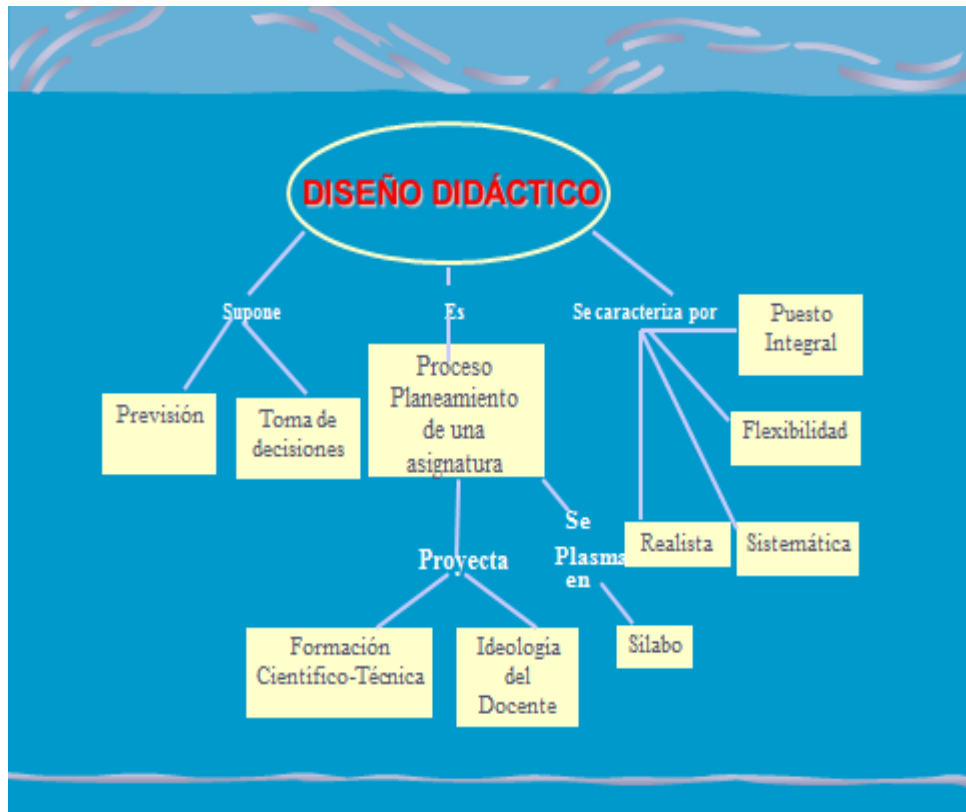 DISEÑO DIDÁCTICO
Supone
Es
Se caracteriza por
Puesto
Integral
Previsión
Toma de
decisiones
Proceso
Planeamiento
de una
asignatura
Flexibilidad
Realista
Sistemática
Proyecta
Se
Plasma
en
Formación
Científico-Técnica
Ideología
del
Docente
Sílabo